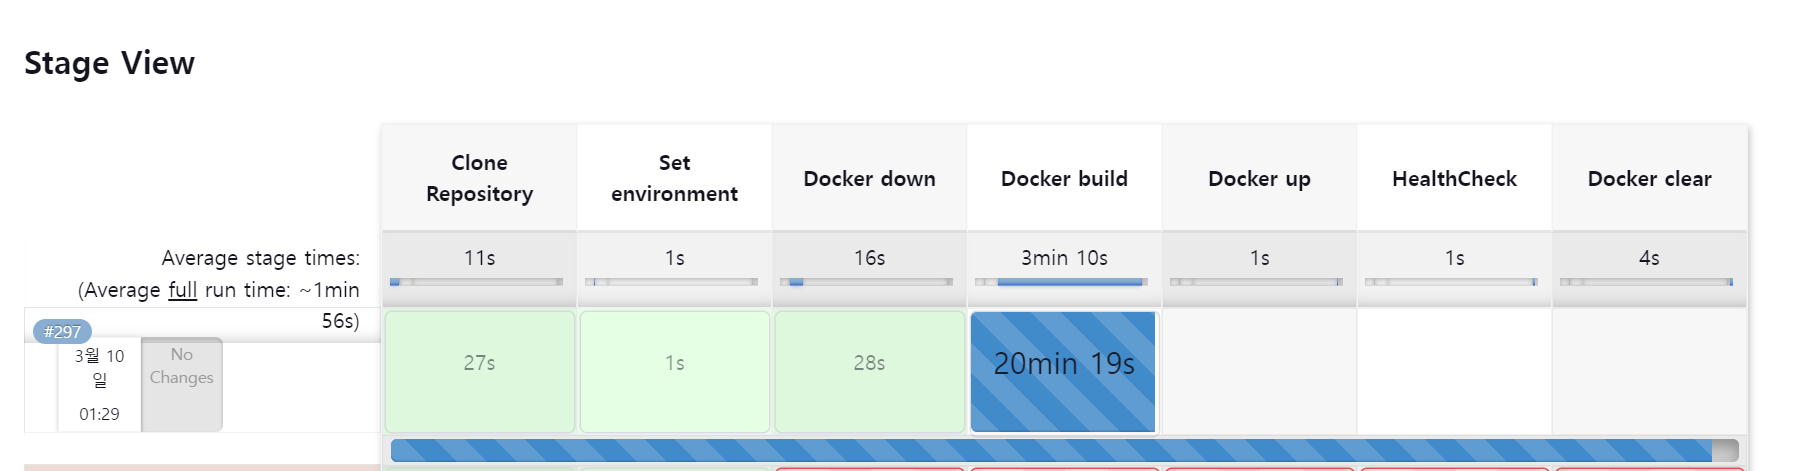 Stage View
Clone
Repository
Set
environment
Docker down
Docker build
Docker up
HealthCheck
Docker clear
Average stage times:
(Average full run time: ~1min
56s)
11s
1s
16s
3min 10s
1s
1s
4s
#297
3월 10
일
01:29
No
Changes
27s
1s
28s
20min 19s